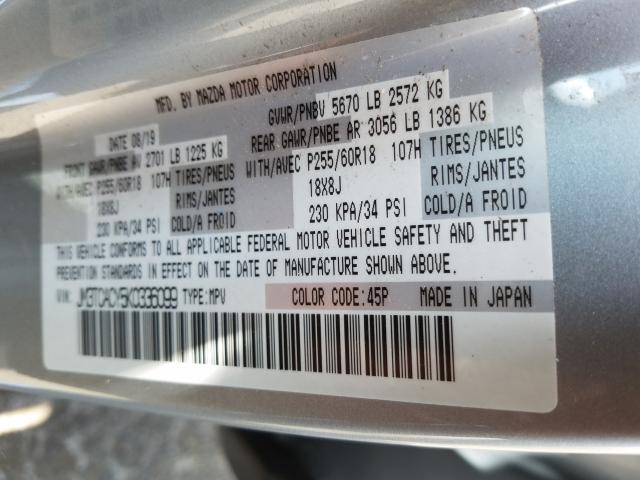 MFD. BY MAZDA MOTOR CORPORATION
DATE 08/19
GVWR/PNBV 5670 LB 2572 KG
FRONT GAWR/PNBE AV 2701 LB 1225 KG
WITH/AVEC P255/60R18 107H TIRES/PNEUS
18X8J RIMS/JANTES
230 KPA/34 PSI COLD/A FROID
REAR GAWR/PNBE AR 3056 LB 1386 KG
WITH/AVEC P255/60R18 107H TIRES/PNEUS
18X8J RIMS/JANTES
230 KPA/34 PSI COLD/A FROID
THIS VEHICLE CONFORMS TO ALL APPLICABLE FEDERAL MOTOR VEHICLE SAFETY AND THEFT
PREVENTION STANDARDS IN EFFECT ON THE DATE OF MANUFACTURE SHOWN ABOVE.
VIN: JM3TCACY5K0336099 TYPE:MPV COLOR CODE:45P MADE IN JAPAN